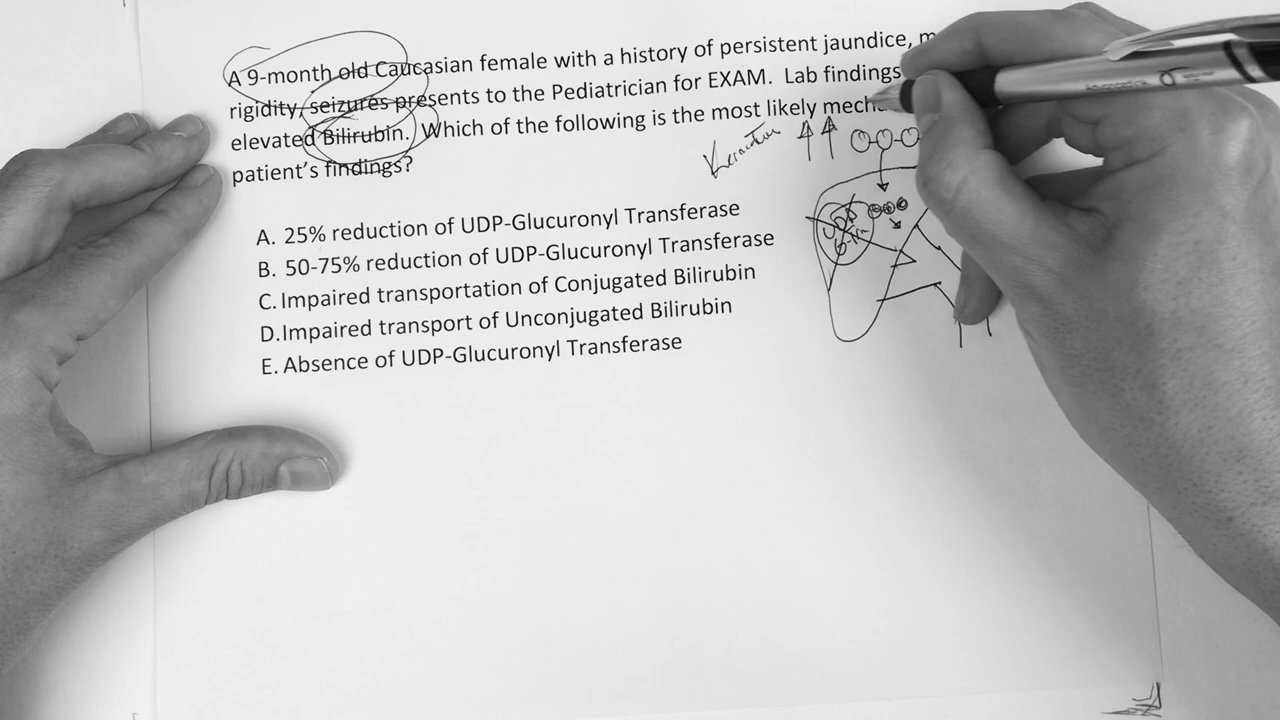 A 9-month old Caucasian female with a history of persistent jaundice,
rigidity, seizures presents to the Pediatrician for EXAM. Lab findings
elevated Bilirubin. Which of the following is the most likely
patient's findings?
Kernicterus
A. 25% reduction of UDP-Glucuronyl Transferase
B. 50-75% reduction of UDP-Glucuronyl Transferase
C. Impaired transportation of Conjugated Bilirubin
D. Impaired transport of Unconjugated Bilirubin
E. Absence of UDP-Glucuronyl Transferase
UDP